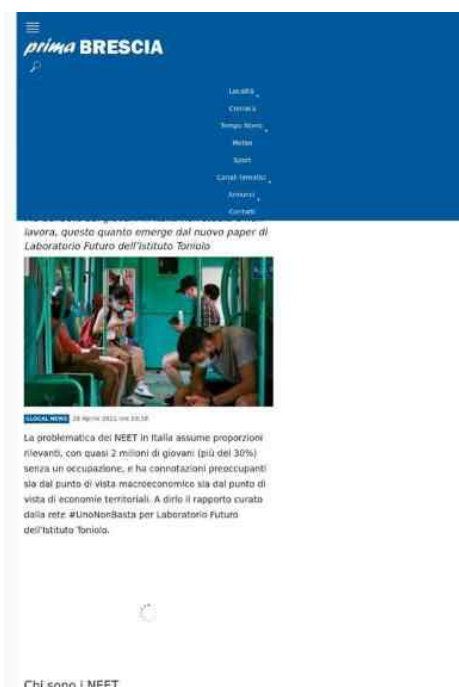 prima BRESCIA
Località
Cronaca
Tempo libero
Meteo
Sport
Canali tematici
Annunci
Contatti
lavora, questo quanto emerge dal nuovo paper di
Laboratorio Futuro dell'Istituto Toniolo
GLOCAL NEWS 28 Aprile 2021 ore
La problematica dei NEET in Italia assume proporzioni
rilevanti, con quasi 2 milioni di giovani (più del 30%)
senza un occupazione, e ha connotazioni preoccupanti
sia dal punto di vista macroeconomico sia dal punto di
vista di economie territoriali. A dirlo il rapporto curato
dalla rete #UnoNonBasta per Laboratorio Futuro
dell'Istituto Toniolo.
Chi sono i NEET